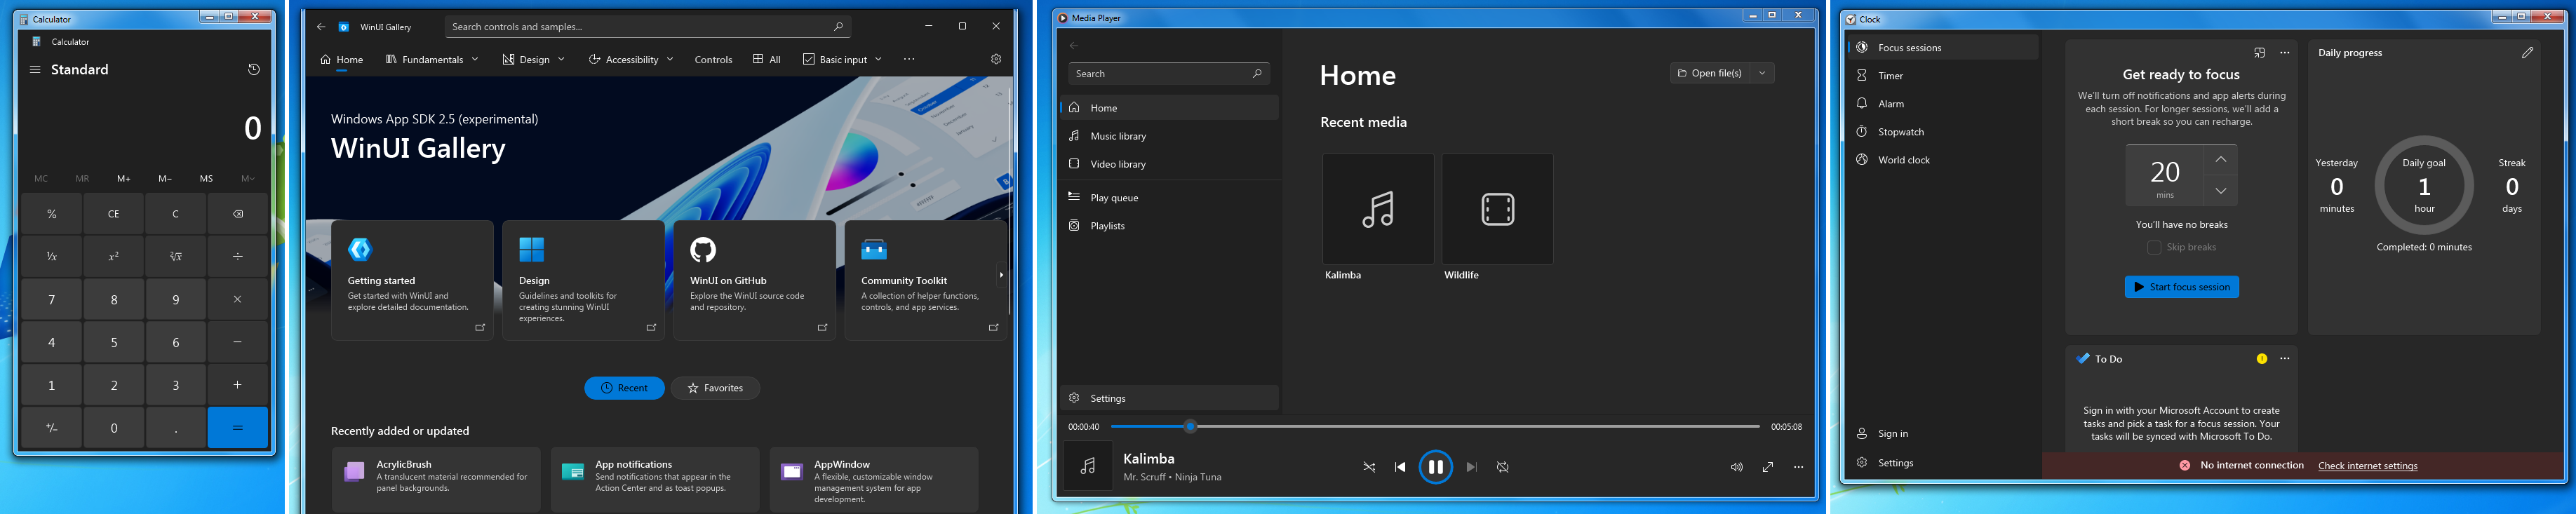 Calculator
Calculator
Standard
0
MC MR M+ M− MS M
% CE C
¹/x x² ²√x ÷
7 8 9 ×
4 5 6 −
1 2 3 +
+/− 0 . =
WinUI Gallery
Search controls and samples...
Home Fundamentals Design Accessibility Controls All Basic input ...
Windows App SDK 2.5 (experimental)
WinUI Gallery
Getting started
Get started with WinUI and
explore detailed documentation.
Design
Guidelines and toolkits for
creating stunning WinUI
experiences.
WinUI on GitHub
Explore the WinUI source code
and repository.
Community Toolkit
A collection of helper functions,
controls, and app services.
Recent Favorites
Recently added or updated
AcrylicBrush
A translucent material recommended for
panel backgrounds.
App notifications
Send notifications that appear in the
Action Center and as toast popups.
AppWindow
A flexible, customizable window
management system for app
development.
Media Player
Search
Home
Music library
Video library
Play queue
Playlists
Settings
Home
Open file(s)
Recent media
Kalimba
Wildlife
00:00:40
00:05:08
Kalimba
Mr. Scruff • Ninja Tuna
Clock
Focus sessions
Timer
Alarm
Stopwatch
World clock
Sign in
Settings
Get ready to focus
We'll turn off notifications and app alerts during
each session. For longer sessions, we'll add a
short break so you can recharge.
20
mins
You'll have no breaks
Skip breaks
Start focus session
Daily progress
Yesterday
0
minutes
Daily goal
1
hour
Streak
0
days
Completed: 0 minutes
To Do
Sign in with your Microsoft Account to create
tasks and pick a task for a focus session. Your
tasks will be synced with Microsoft To Do.
No internet connection Check internet settings